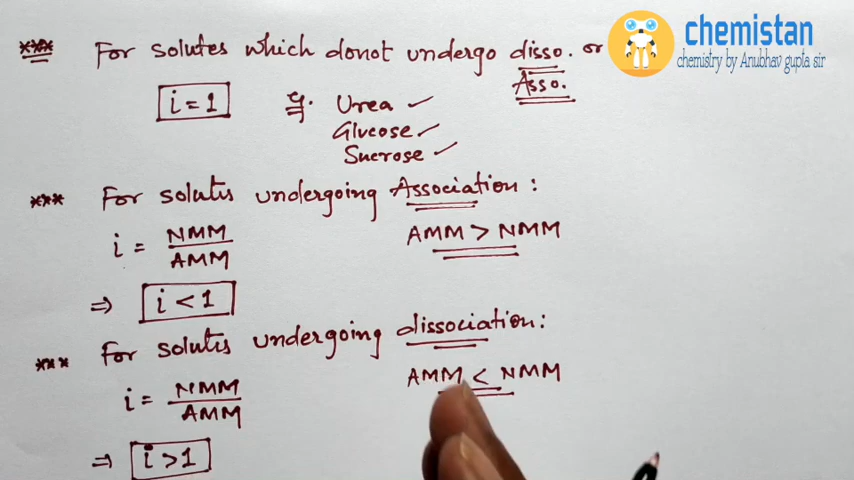 *** For solutes which donot undergo disso. or Asso.
i = 1 eg. Urea ✓
Glucose ✓
Sucrose ✓
*** For solutes undergoing Association :
i = NMM / AMM AMM > NMM
⇒ i < 1
*** For solutes undergoing dissociation :
i = NMM / AMM AMM < NMM
⇒ i > 1
chemistan
chemistry by Anubhav gupta sir